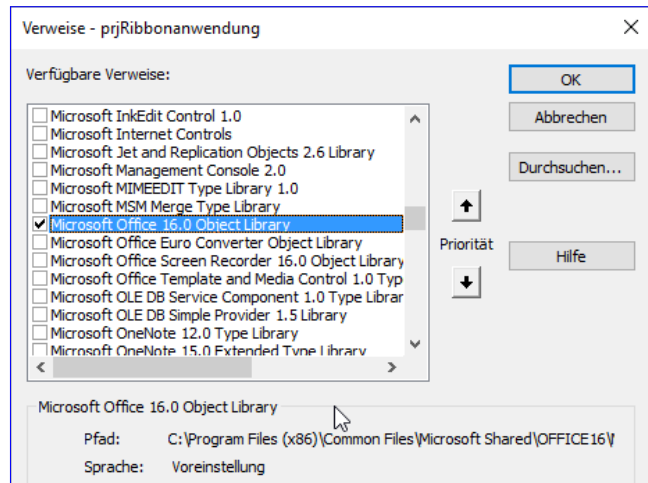 Verweise - prjRibbonanwendung
Verfügbare Verweise:
Microsoft InkEdit Control 1.0
Microsoft Internet Controls
Microsoft Jet and Replication Objects 2.6 Library
Microsoft Management Console 2.0
Microsoft MIMEEDIT Type Library 1.0
Microsoft MSM Merge Type Library
Microsoft Office 16.0 Object Library
Microsoft Office Euro Converter Object Library
Microsoft Office Screen Recorder 16.0 Object Library
Microsoft Office Template and Media Control 1.0 Typ
Microsoft OLE DB Service Component 1.0 Type Librar
Microsoft OLE DB Simple Provider 1.5 Library
Microsoft OneNote 12.0 Type Library
Microsoft OneNote 15.0 Extended Type Library
Priorität
OK
Abbrechen
Durchsuchen...
Hilfe
Microsoft Office 16.0 Object Library
Pfad: C:\Program Files (x86)\Common Files\Microsoft Shared\OFFICE16\
Sprache: Voreinstellung